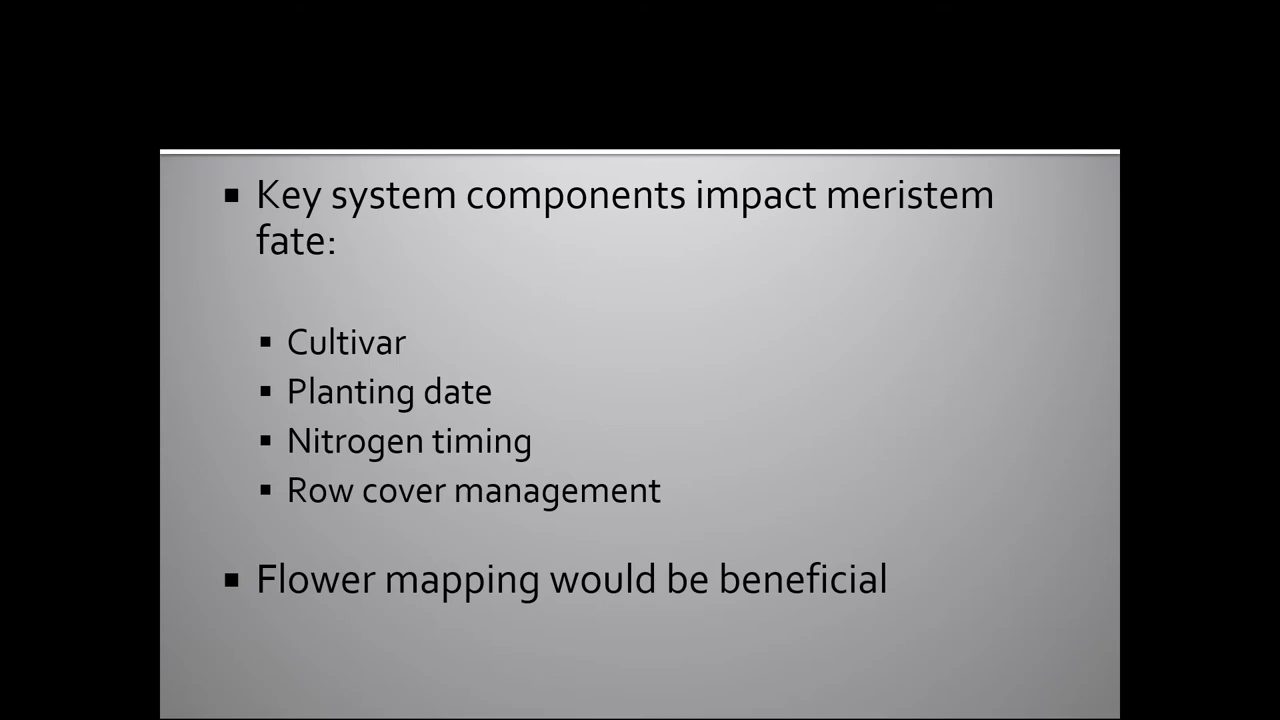 ▪ Key system components impact meristem
fate:
▪ Cultivar
▪ Planting date
▪ Nitrogen timing
▪ Row cover management
▪ Flower mapping would be beneficial